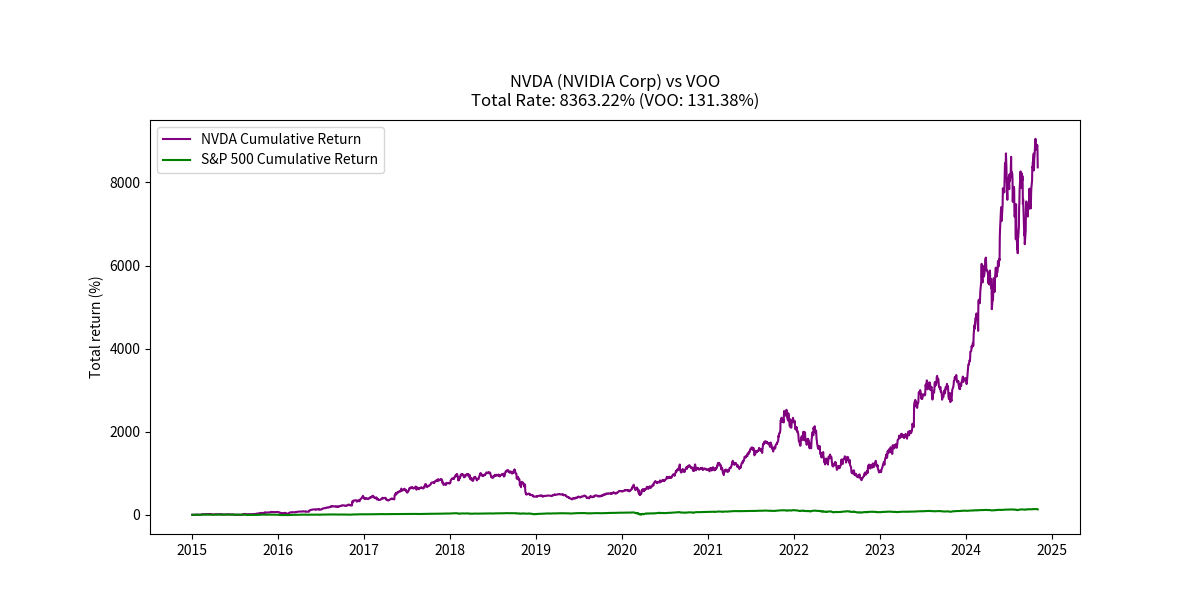 NVDA (NVIDIA Corp) vs VOO
Total Rate: 8363.22% (VOO: 131.38%)
NVDA Cumulative Return
S&P 500 Cumulative Return
Total return (%)
8000
6000
4000
2000
0
2015 2016 2017 2018 2019 2020 2021 2022 2023 2024 2025